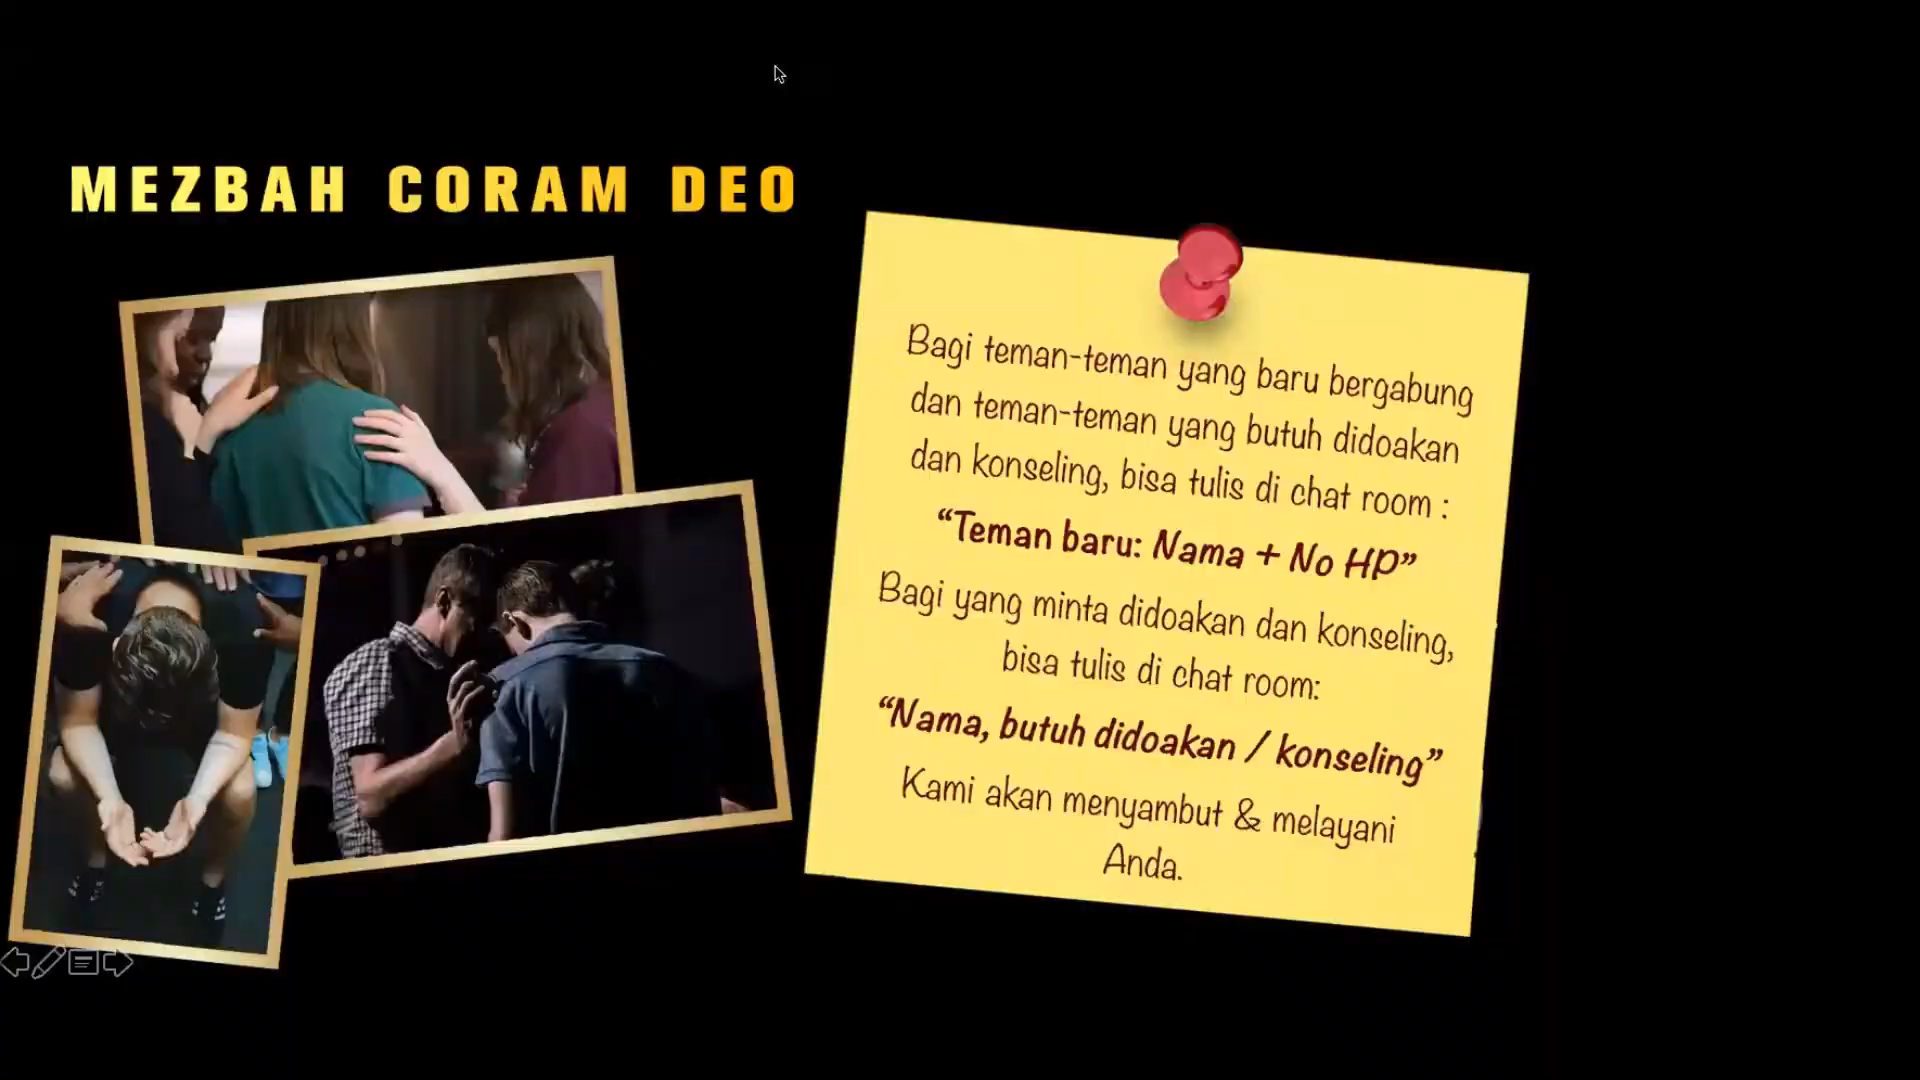 MEZBAH CORAM DEO
Bagi teman-teman yang baru bergabung
dan teman-teman yang butuh didoakan
dan konseling, bisa tulis di chat room :
“Teman baru: Nama + No HP”
Bagi yang minta didoakan dan konseling,
bisa tulis di chat room:
“Nama, butuh didoakan / konseling”
Kami akan menyambut & melayani
Anda.